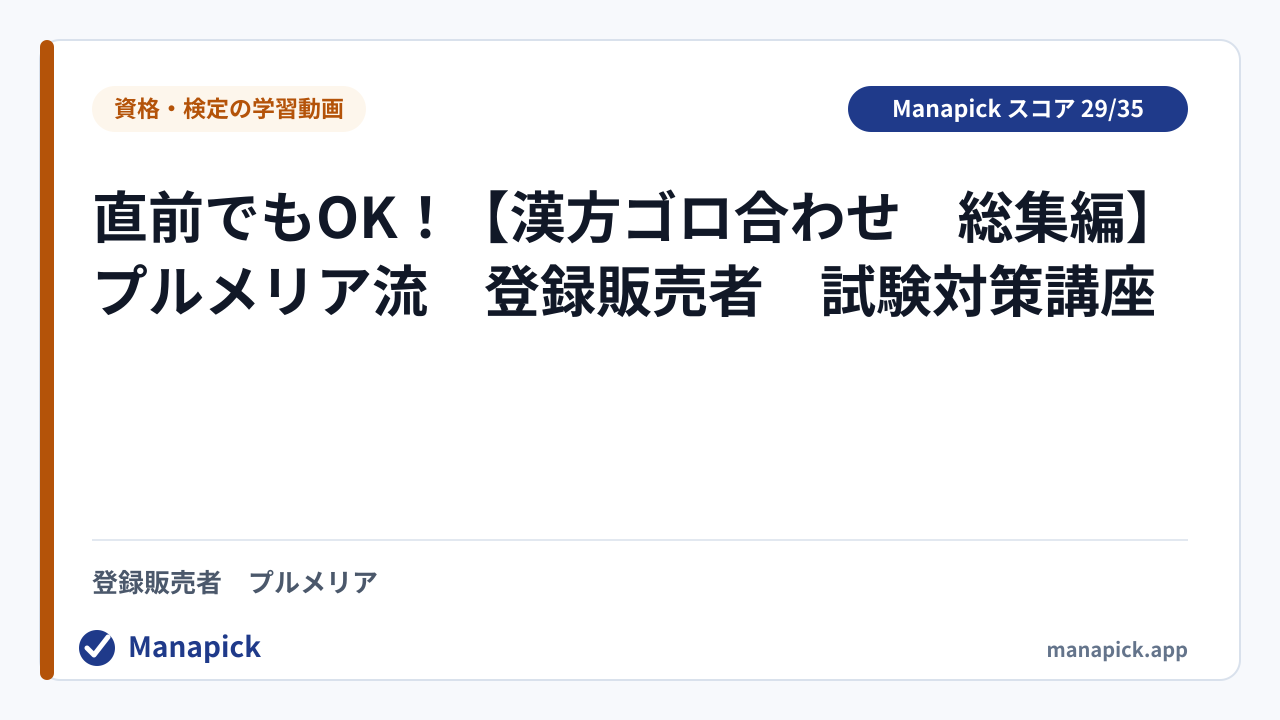 資格・検定の学習動画
Manapick スコア 29/35
直前でもOK！【漢方ゴロ合わせ　総集編】
プルメリア流　登録販売者　試験対策講座
登録販売者　プルメリア
Manapick
manapick.app